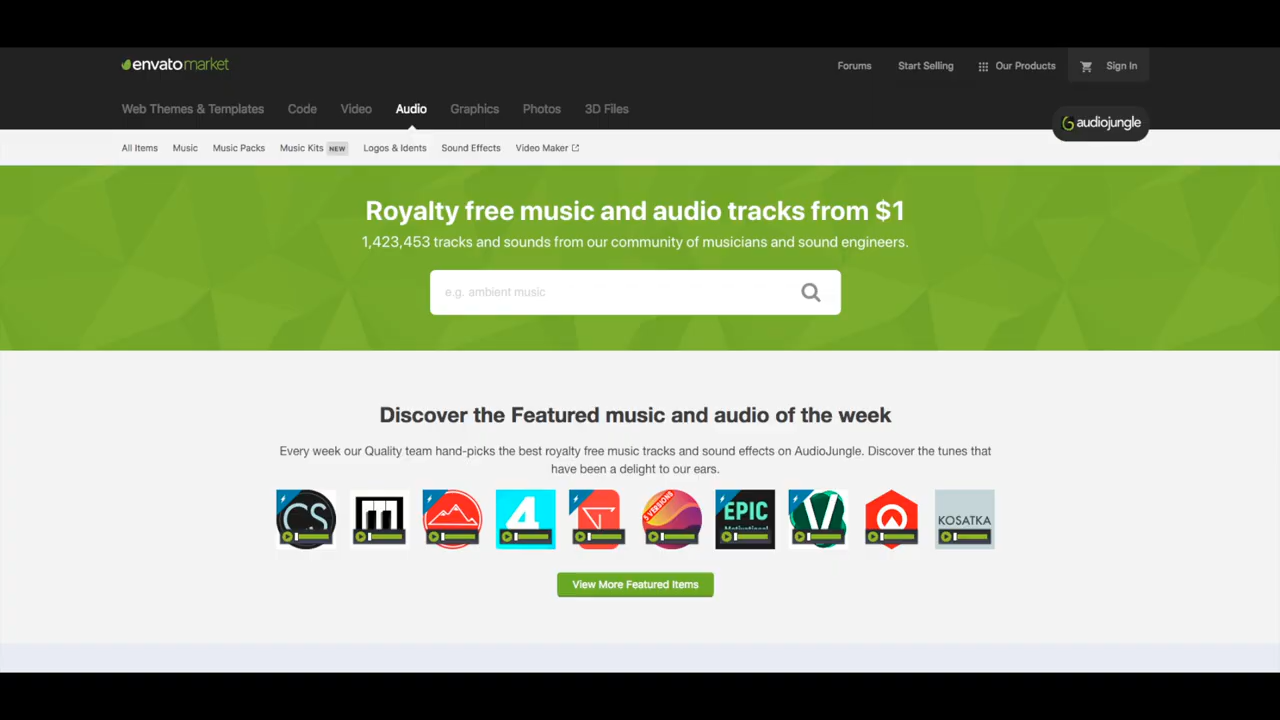 envatomarket
Forums
Start Selling
Our Products
Sign In
Web Themes & Templates
Code
Video
Audio
Graphics
Photos
3D Files
audiojungle
All Items
Music
Music Packs
Music Kits NEW
Logos & Idents
Sound Effects
Video Maker
Royalty free music and audio tracks from $1
1,423,453 tracks and sounds from our community of musicians and sound engineers.
e.g. ambient music
Discover the Featured music and audio of the week
Every week our Quality team hand-picks the best royalty free music tracks and sound effects on AudioJungle. Discover the tunes that
have been a delight to our ears.
CS
4
5 VERSIONS
EPIC
Motivational
V
KOSATKA
View More Featured Items